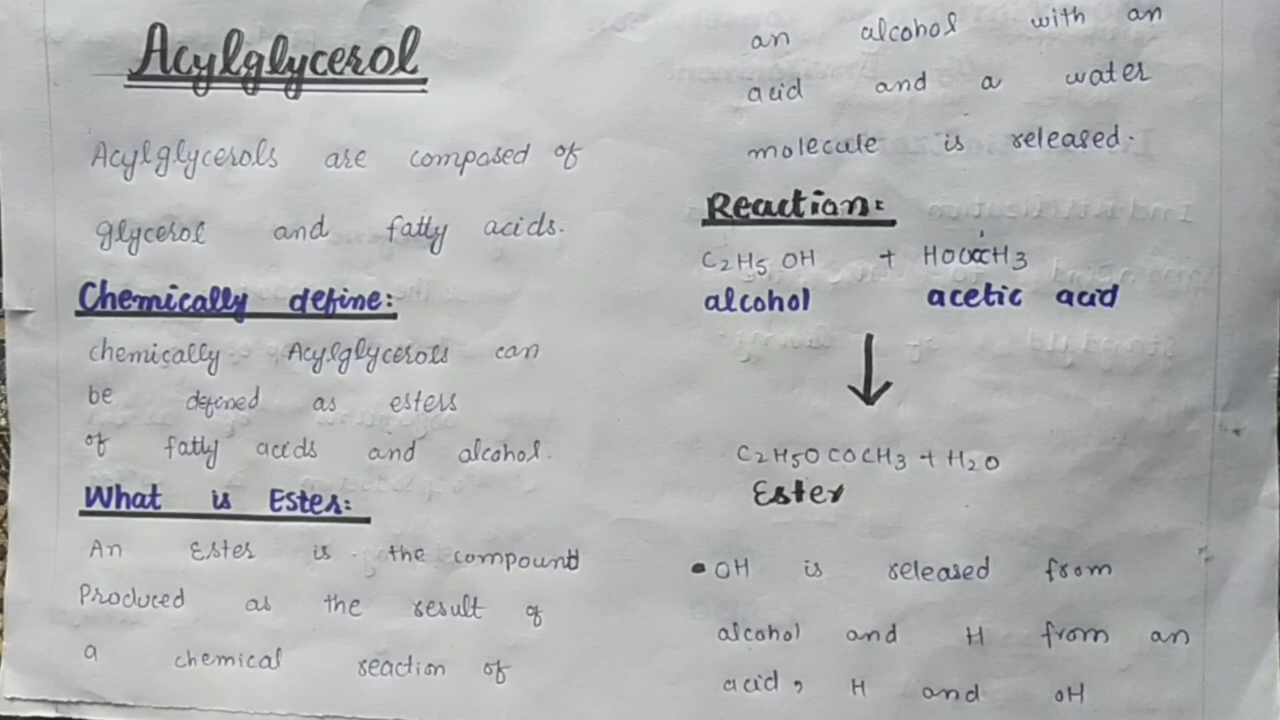 Acylglycerol
Acylglycerols are composed of
glycerol and fatty acids.
Chemically define:
chemically Acylglycerols can
be defined as esters
of fatty acids and alcohol.
What is Ester:
An Ester is the compound
Produced as the result of
a chemical reaction of
an alcohol with an
acid and a water
molecule is released.
Reaction:
C₂H₅ OH + HOOCCH₃
alcohol acetic acid
↓
C₂H₅OCOCH₃ + H₂O
Ester
• OH is released from
alcohol and H from an
acid, H and OH